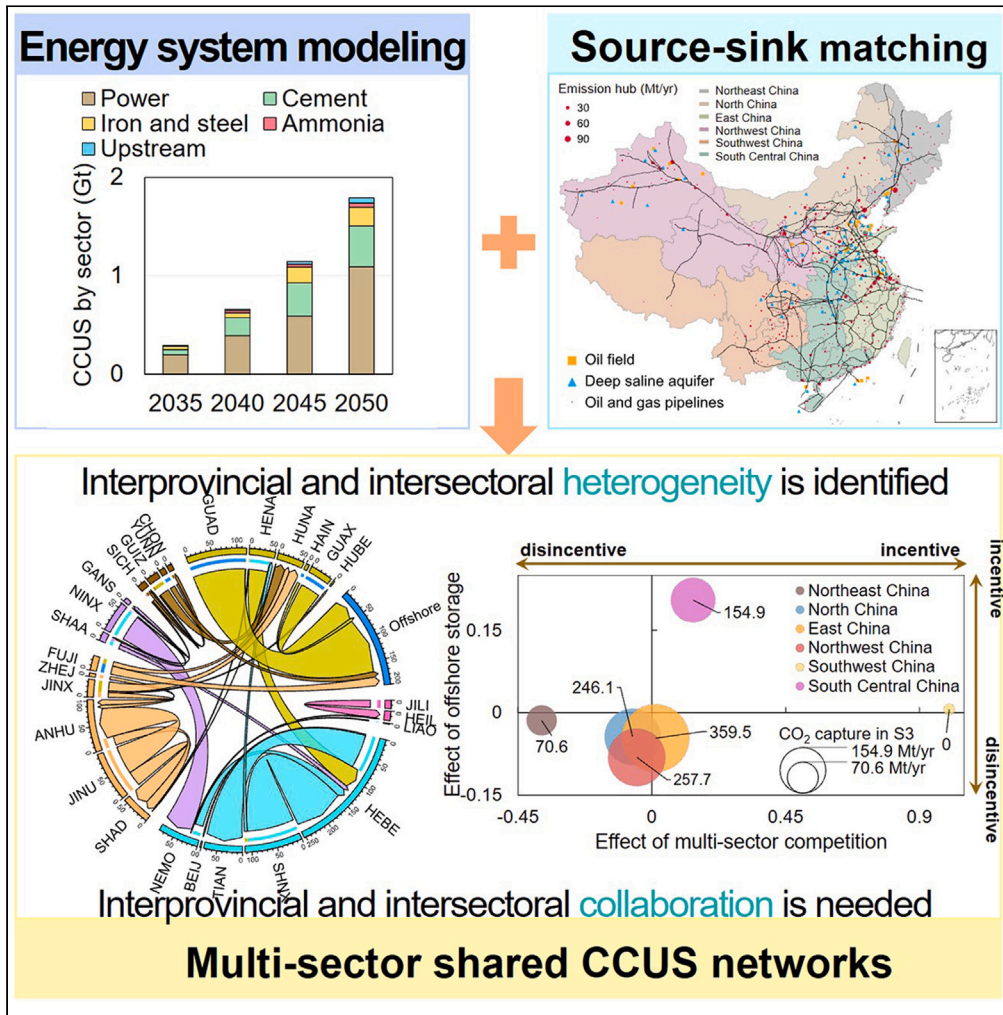 Energy system modeling
Power
Cement
Iron and steel
Ammonia
Upstream
CCUS by sector (Gt)
2
1
0
2035 2040 2045 2050
Source-sink matching
Emission hub (Mt/yr)
30
60
90
Northeast China
North China
East China
Northwest China
Southwest China
South Central China
Oil field
Deep saline aquifer
Oil and gas pipelines
Interprovincial and intersectoral heterogeneity is identified
GUAD
HENA
HUNA
HAIN
GUAX
HUBE
Offshore
JILI
HEIL
LIAO
HEBE
SHNX
TIAN
BEIJ
NEMO
SHAD
JINU
ANHU
JINX
ZHEJ
FUJI
SHAA
NINX
GANS
SICH
GUIZ
YUNN
CHON
disincentive
incentive
incentive
disincentive
Effect of offshore storage
0.15
0
-0.15
-0.45
0
0.45
0.9
Effect of multi-sector competition
Northeast China
North China
East China
Northwest China
Southwest China
South Central China
154.9
246.1
70.6
359.5
257.7
0
CO₂ capture in S3
154.9 Mt/yr
70.6 Mt/yr
Interprovincial and intersectoral collaboration is needed
Multi-sector shared CCUS networks